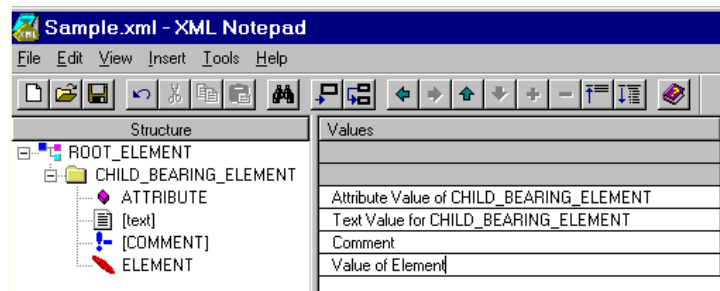 Sample.xml - XML Notepad
File Edit View Insert Tools Help
Structure Values
ROOT_ELEMENT
CHILD_BEARING_ELEMENT
ATTRIBUTE Attribute Value of CHILD_BEARING_ELEMENT
[text] Text Value for CHILD_BEARING_ELEMENT
[COMMENT] Comment
ELEMENT Value of Element